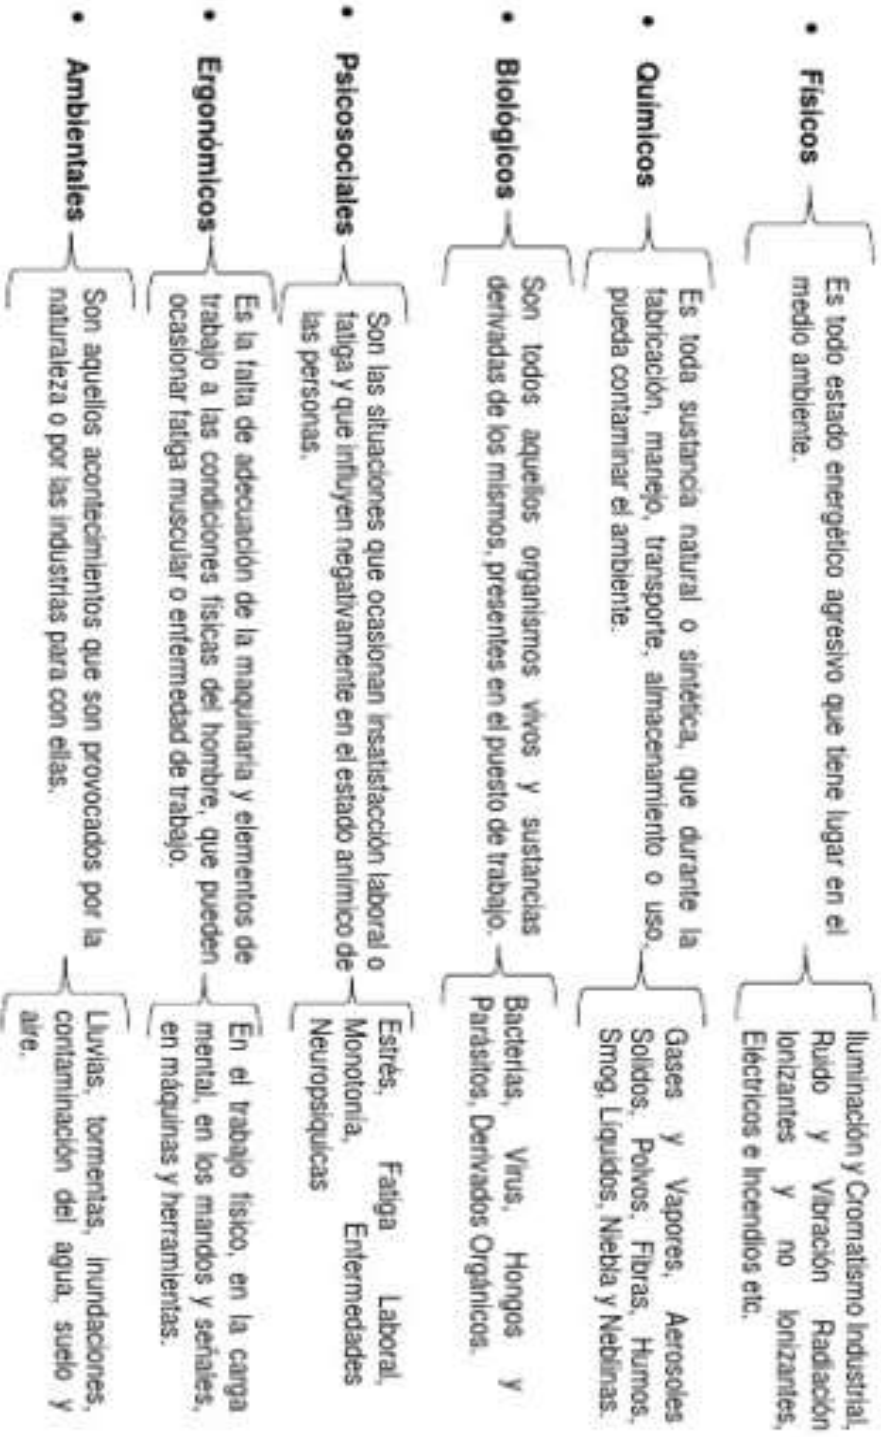 • Físicos
Es todo estado energético agresivo que tiene lugar en el
medio ambiente.
Iluminación y Cromatismo Industrial,
Ruido y Vibración Radiación
Ionizantes y no Ionizantes,
Eléctricos e Incendios etc.
• Químicos
Es toda sustancia natural o sintética, que durante la
fabricación, manejo, transporte, almacenamiento o uso,
pueda contaminar el ambiente.
Gases y Vapores, Aerosoles
Solidos, Polvos, Fibras, Humos,
Smog, Líquidos, Niebla y Neblinas.
• Biológicos
Son todos aquellos organismos vivos y sustancias
derivadas de los mismos, presentes en el puesto de trabajo.
Bacterias, Virus, Hongos y
Parásitos, Derivados Orgánicos.
• Psicosociales
Son las situaciones que ocasionan insatisfacción laboral o
fatiga y que influyen negativamente en el estado anímico de
las personas.
Estrés, Fatiga Laboral,
Monotonía, Enfermedades
Neuropsiquicas
• Ergonómicos
Es la falta de adecuación de la maquinaria y elementos de
trabajo a las condiciones físicas del hombre, que pueden
ocasionar fatiga muscular o enfermedad de trabajo.
En el trabajo físico, en la carga
mental, en los mandos y señales,
en máquinas y herramientas.
• Ambientales
Son aquellos acontecimientos que son provocados por la
naturaleza o por las industrias para con ellas.
Lluvias, tormentas, inundaciones,
contaminación del agua, suelo y
aire.